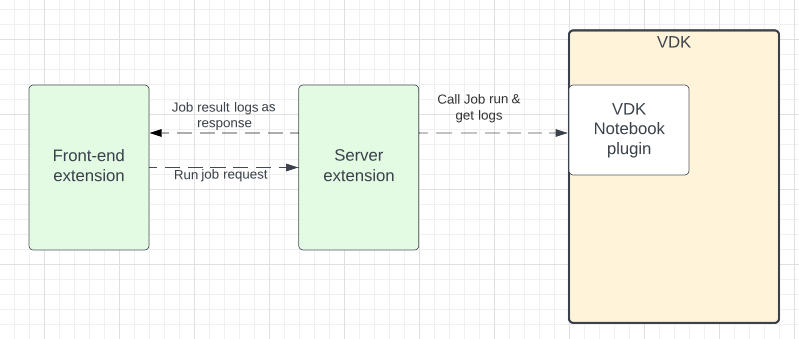 VDK
Front-end
extension
Job result logs as
response
Run job request
Server
extension
Call Job run &
get logs
VDK
Notebook
plugin